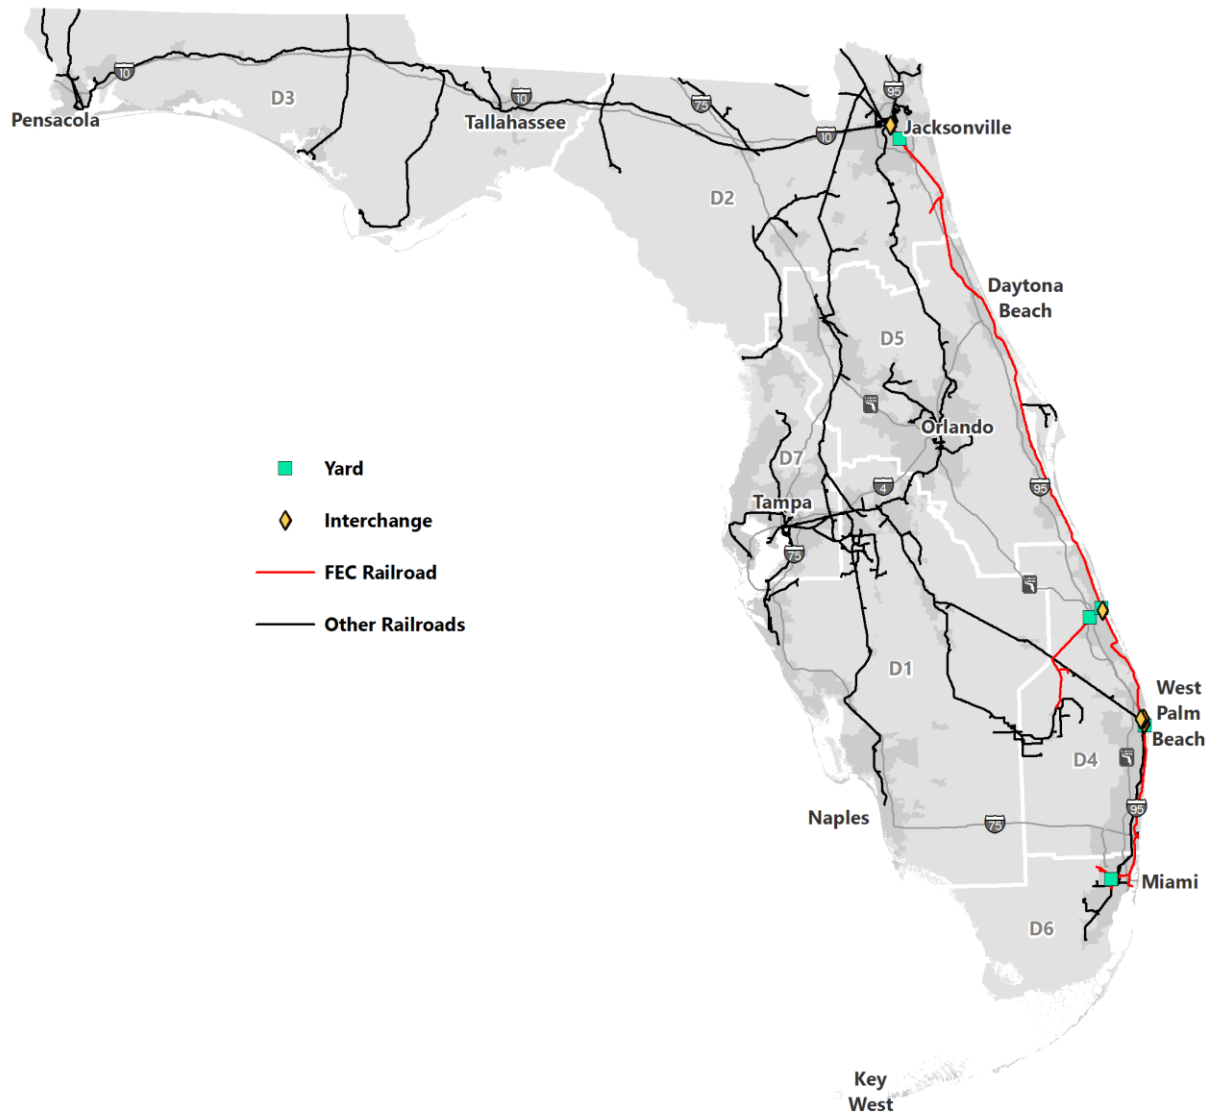 95
10
75
10
10
Pensacola
D3
Tallahassee
Jacksonville
D2
Daytona
Beach
D5
Orlando
D7
Yard
4
95
Tampa
Interchange
75
FEC Railroad
Other Railroads
D1
West
Palm
Beach
D4
95
Naples
75
Miami
D6
Key
West